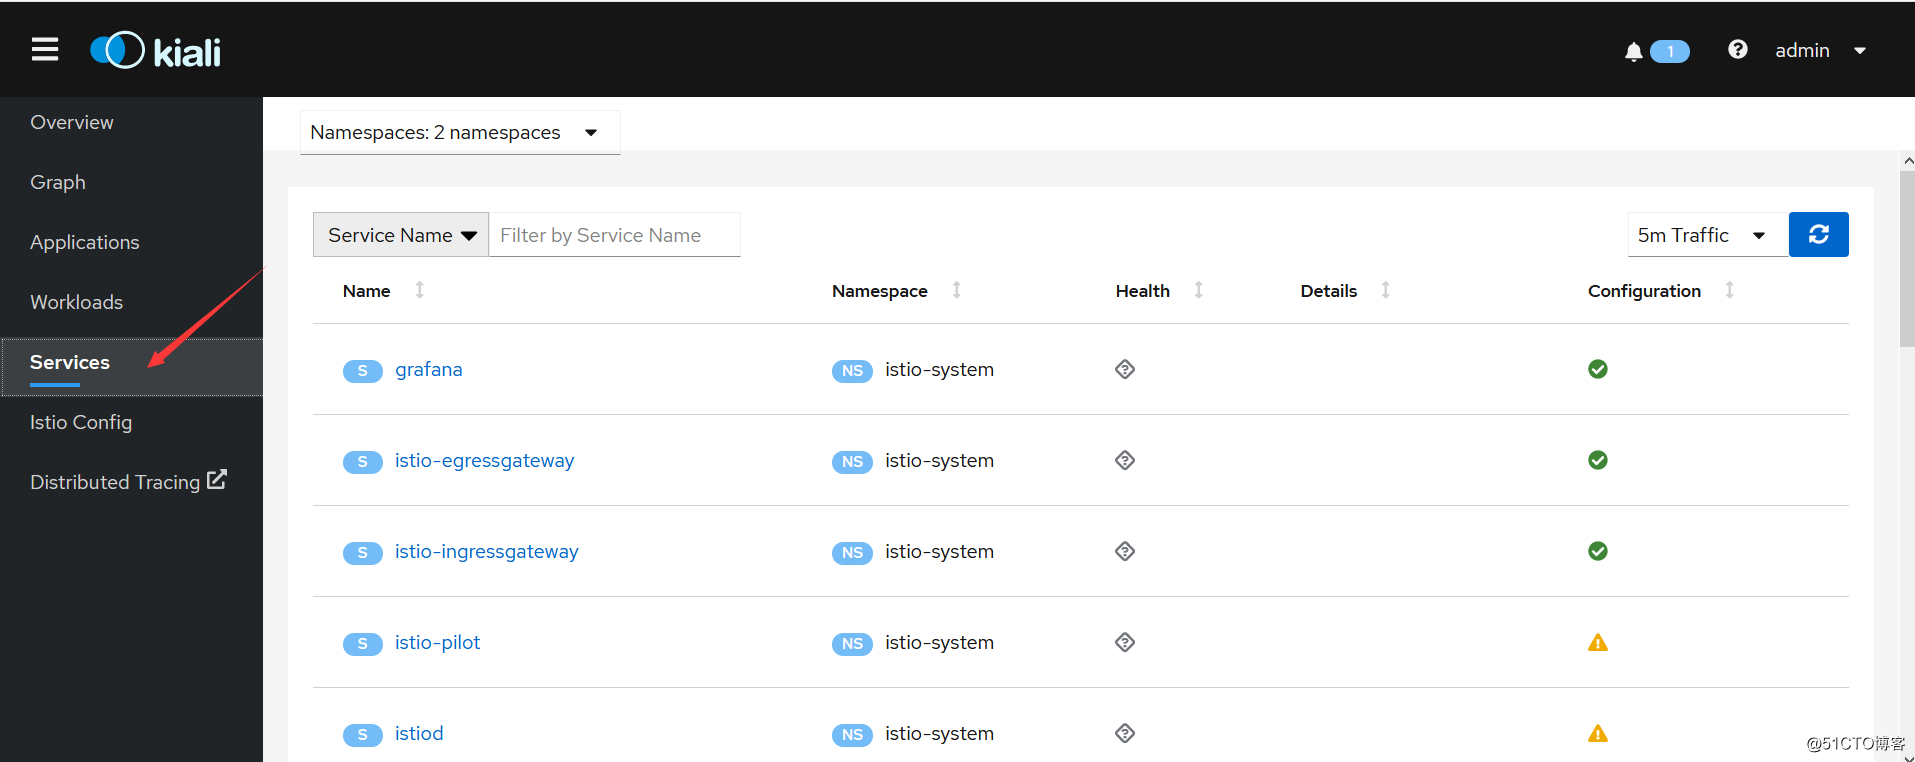 kiali
1
admin
Overview
Graph
Applications
Workloads
Services
Istio Config
Distributed Tracing
Namespaces: 2 namespaces
Service Name
Filter by Service Name
5m Traffic
Name Namespace Health Details Configuration
S grafana NS istio-system
S istio-egressgateway NS istio-system
S istio-ingressgateway NS istio-system
S istio-pilot NS istio-system
S istiod NS istio-system
@51CTO博客